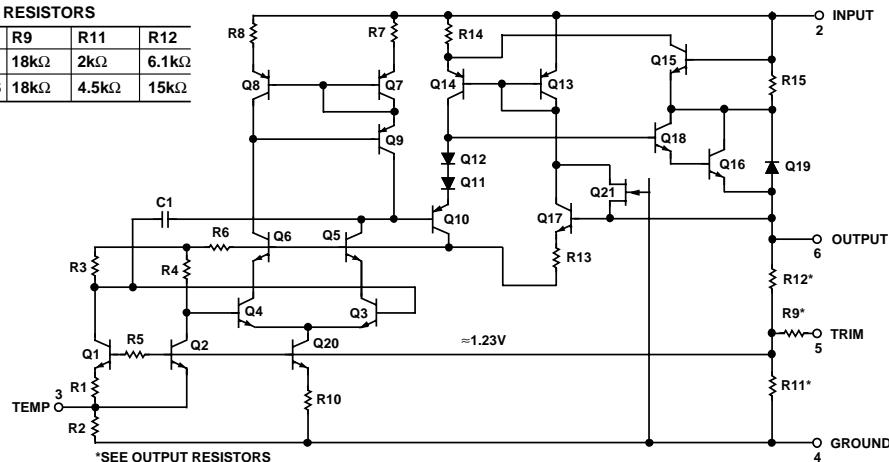 RESISTORS
R9 R11 R12
18kΩ 2kΩ 6.1kΩ
18kΩ 4.5kΩ 15kΩ
R8
R7
R14
INPUT
2
Q15
R15
Q8
Q7
Q14
Q13
Q9
Q18
Q16
Q19
Q12
Q11
Q21
C1
Q10
Q17
R6
Q6
Q5
OUTPUT
6
R3
R4
R13
R12*
Q4
Q3
R9*
Q1
R5
Q2
Q20
≈1.23V
TRIM
5
R1
R11*
TEMP
3
R10
R2
GROUND
4
*SEE OUTPUT RESISTORS